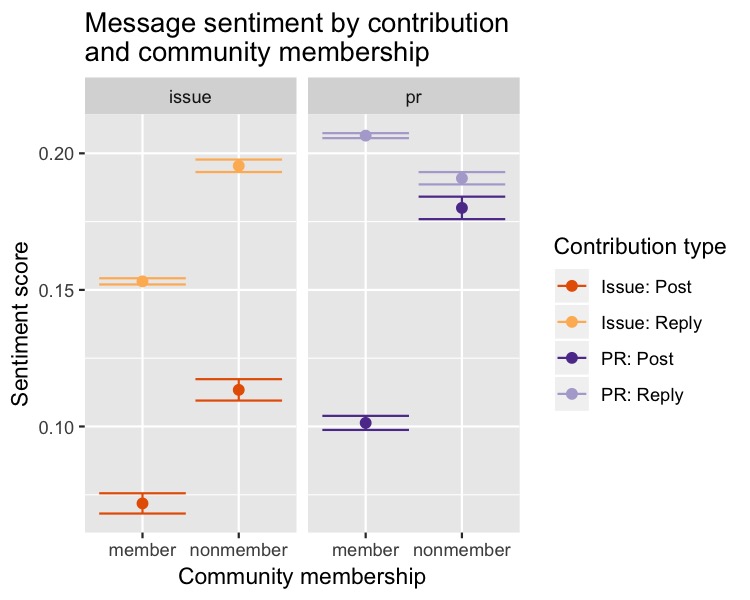 Message sentiment by contribution
and community membership
issue
pr
Sentiment score
0.20
0.15
0.10
member
nonmember
member
nonmember
Community membership
Contribution type
Issue: Post
Issue: Reply
PR: Post
PR: Reply